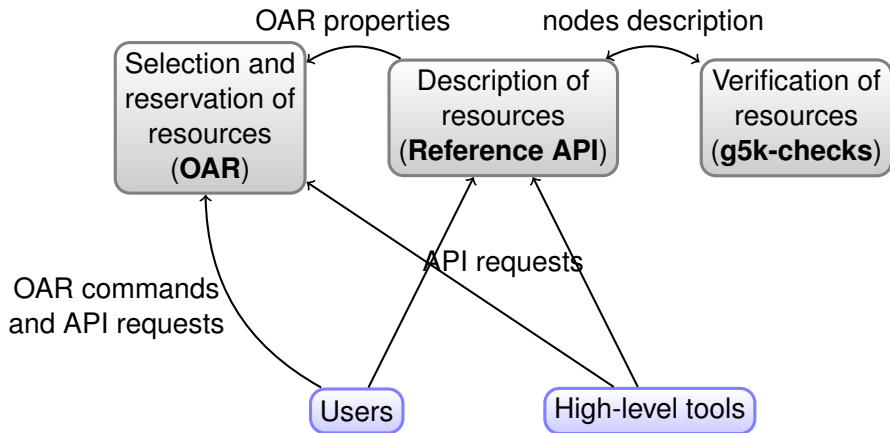 OAR properties
nodes description
Selection and
reservation of
resources
(OAR)
Description of
resources
(Reference API)
Verification of
resources
(g5k-checks)
API requests
OAR commands
and API requests
Users
High-level tools